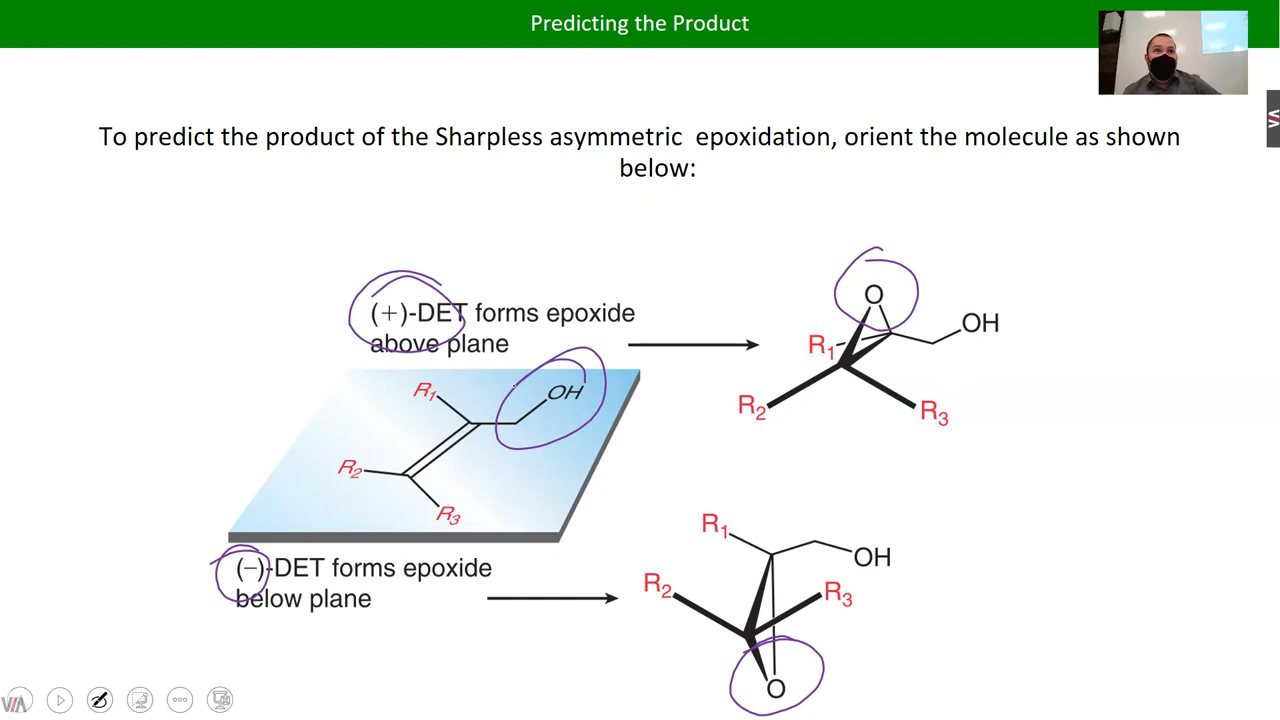 Predicting the Product
To predict the product of the Sharpless asymmetric epoxidation, orient the molecule as shown
below:
(+)-DET forms epoxide
above plane
O
OH
R1
R2
R3
R1
OH
R2
R3
(−)-DET forms epoxide
below plane
R1
OH
R2
R3
O
VIA
VIA